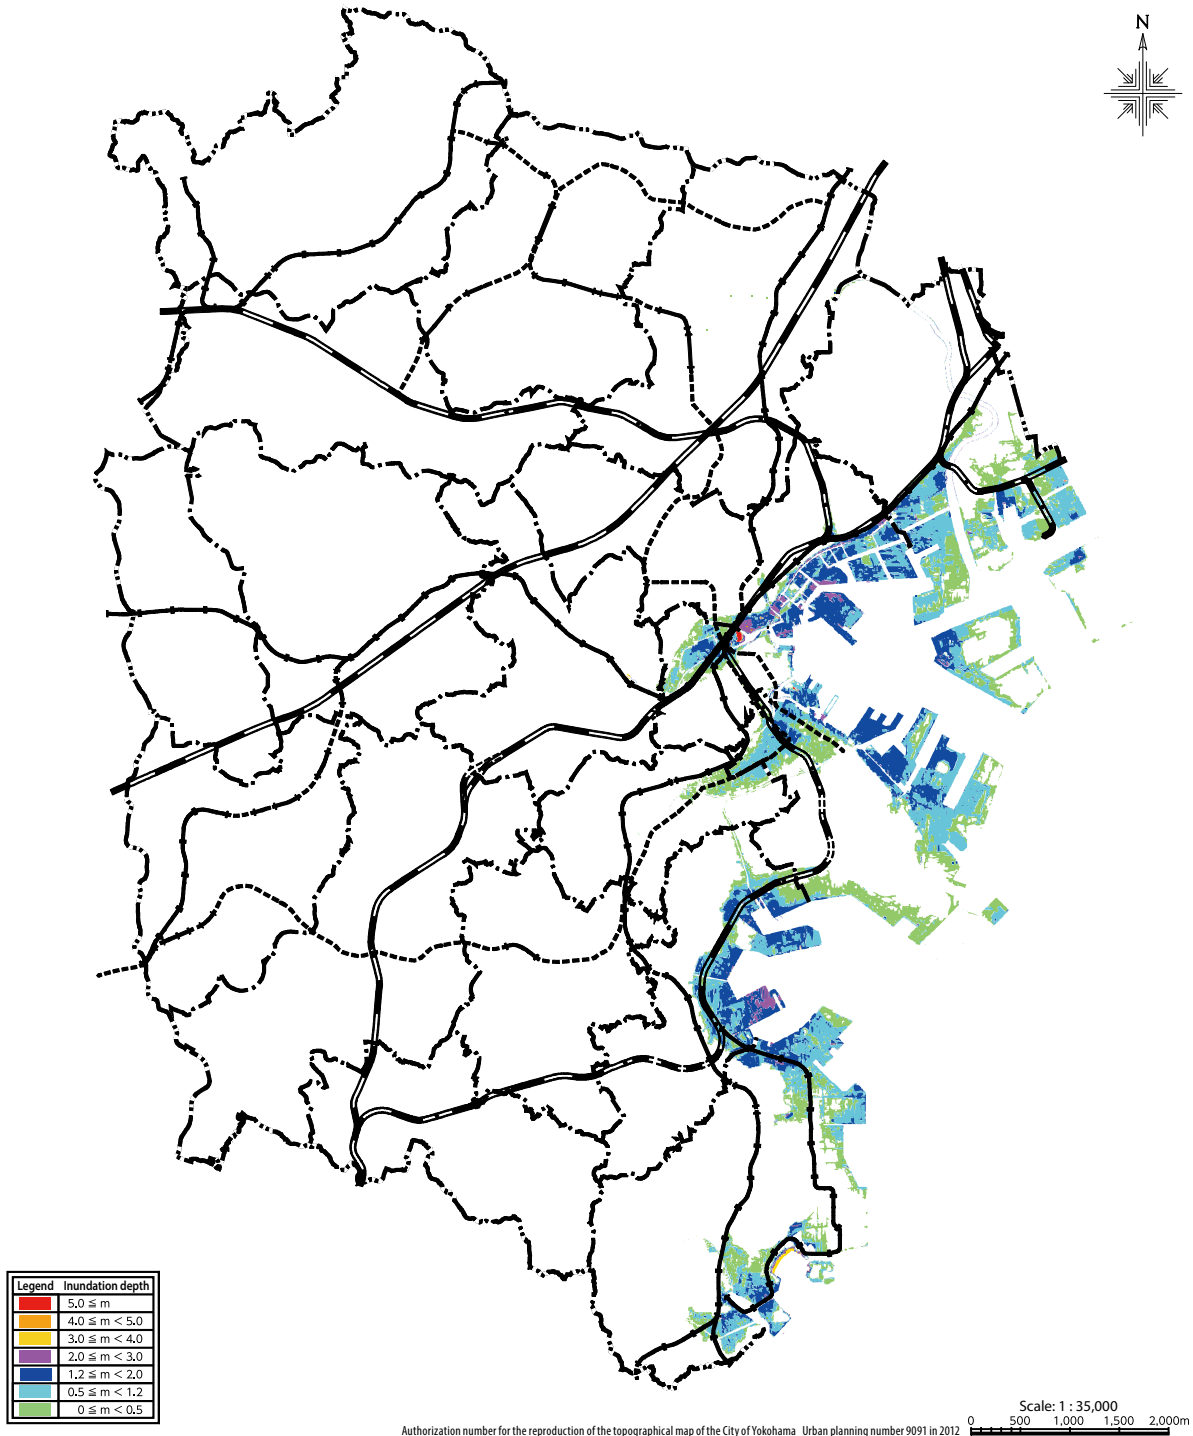 N
Legend Inundation depth
5.0 ≦ m
4.0 ≦ m < 5.0
3.0 ≦ m < 4.0
2.0 ≦ m < 3.0
1.2 ≦ m < 2.0
0.5 ≦ m < 1.2
0 ≦ m < 0.5
Scale: 1 : 35,000
0 500 1,000 1,500 2,000m
Authorization number for the reproduction of the topographical map of the City of Yokohama Urban planning number 9091 in 2012